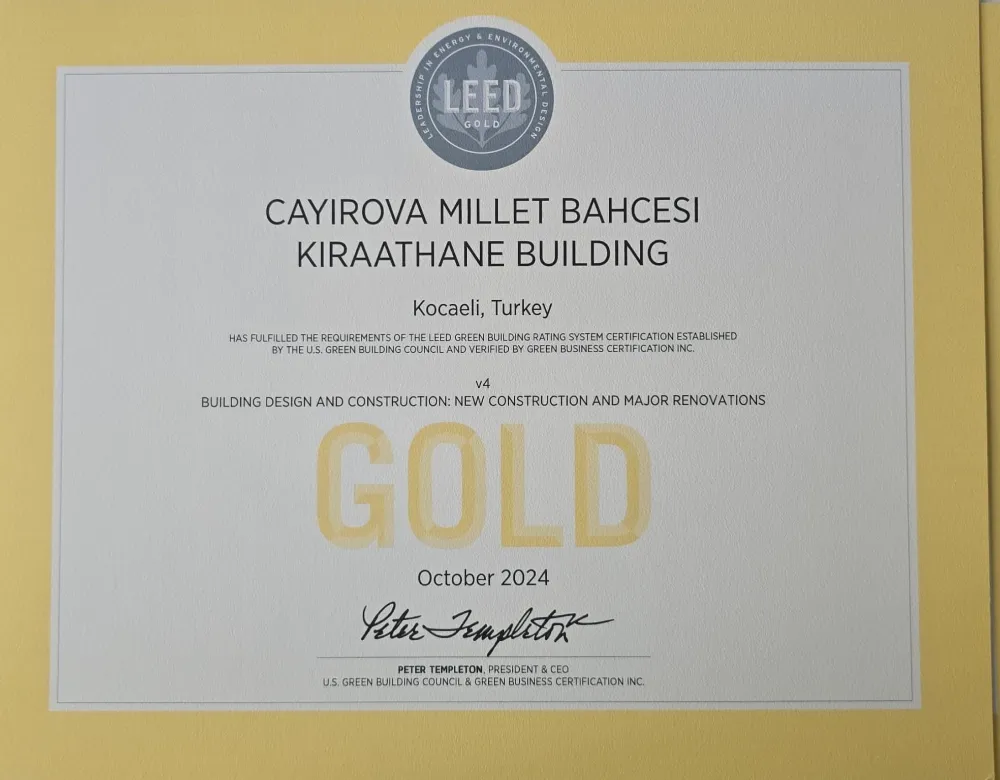 LEADERSHIP IN ENERGY & ENVIRONMENTAL DESIGN
LEED
GOLD
CAYIROVA MILLET BAHCESI
KIRAATHANE BUILDING
Kocaeli, Turkey
HAS FULFILLED THE REQUIREMENTS OF THE LEED GREEN BUILDING RATING SYSTEM CERTIFICATION ESTABLISHED
BY THE U.S. GREEN BUILDING COUNCIL AND VERIFIED BY GREEN BUSINESS CERTIFICATION INC.
v4
BUILDING DESIGN AND CONSTRUCTION: NEW CONSTRUCTION AND MAJOR RENOVATIONS
GOLD
October 2024
Peter Templeton
PETER TEMPLETON, PRESIDENT & CEO
U.S. GREEN BUILDING COUNCIL & GREEN BUSINESS CERTIFICATION INC.